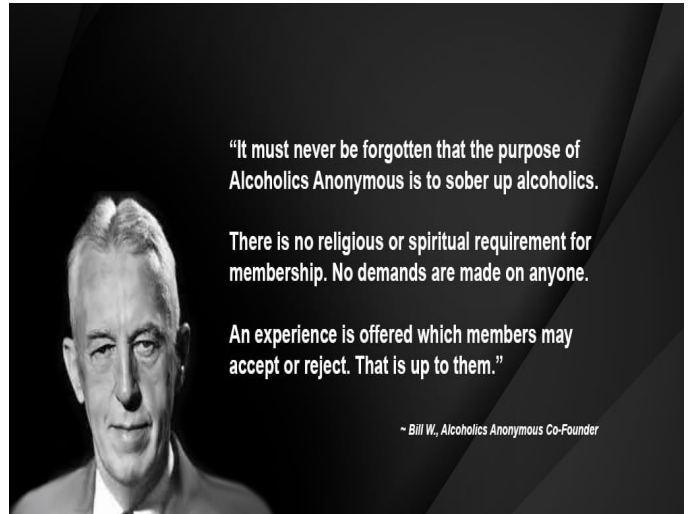 “It must never be forgotten that the purpose of
Alcoholics Anonymous is to sober up alcoholics.
There is no religious or spiritual requirement for
membership. No demands are made on anyone.
An experience is offered which members may
accept or reject. That is up to them.”
~ Bill W., Alcoholics Anonymous Co-Founder